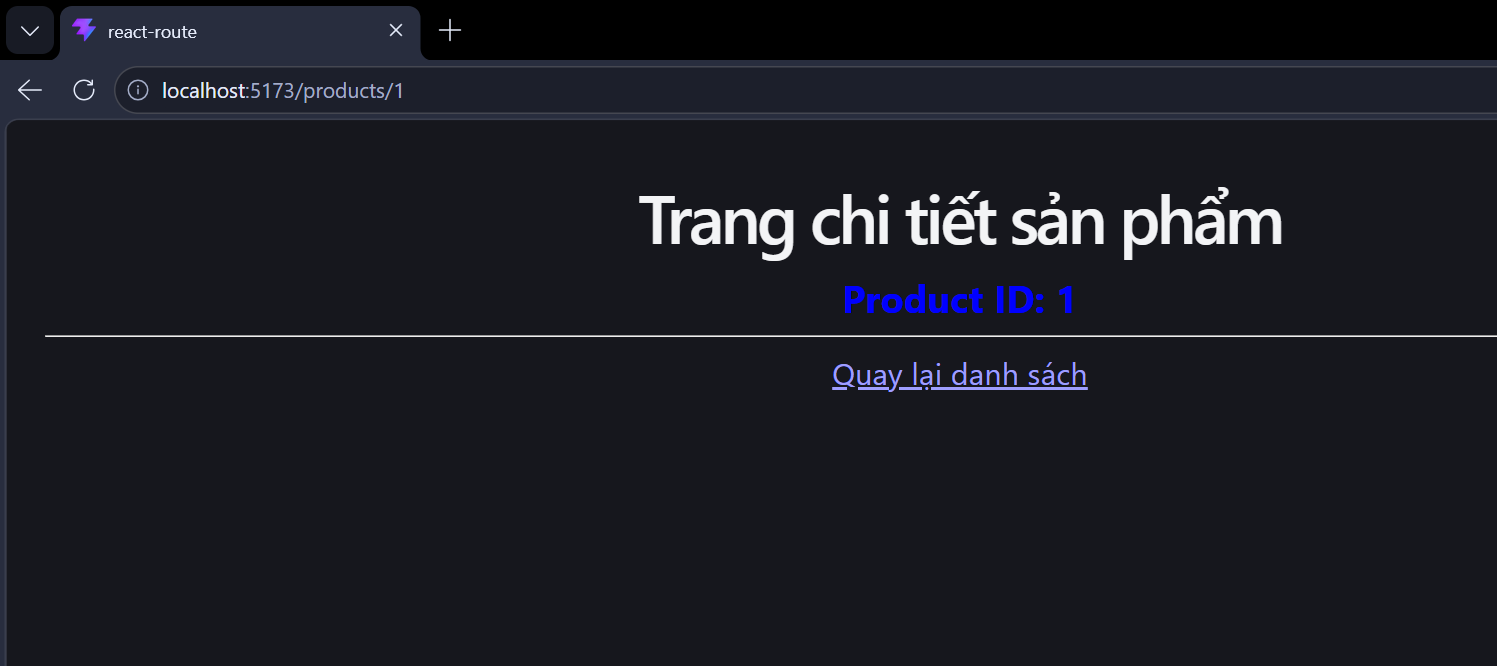 react-route
localhost:5173/products/1
Trang chi tiết sản phẩm
Product ID: 1
Quay lại danh sách